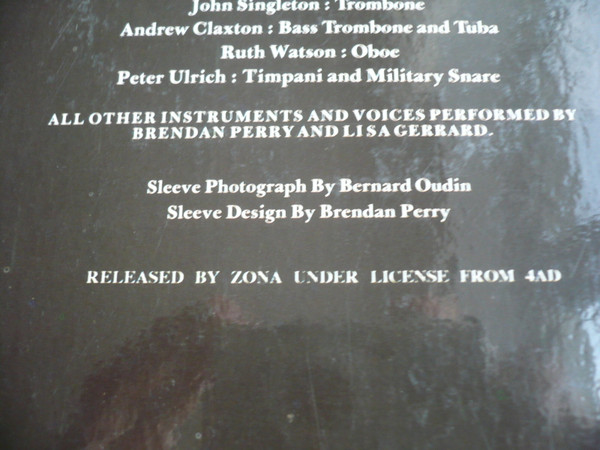 John Singleton : Trombone
Andrew Claxton : Bass Trombone and Tuba
Ruth Watson : Oboe
Peter Ulrich : Timpani and Military Snare
ALL OTHER INSTRUMENTS AND VOICES PERFORMED BY
BRENDAN PERRY AND LISA GERRARD.
Sleeve Photograph By Bernard Oudin
Sleeve Design By Brendan Perry
RELEASED BY ZONA UNDER LICENSE FROM 4AD